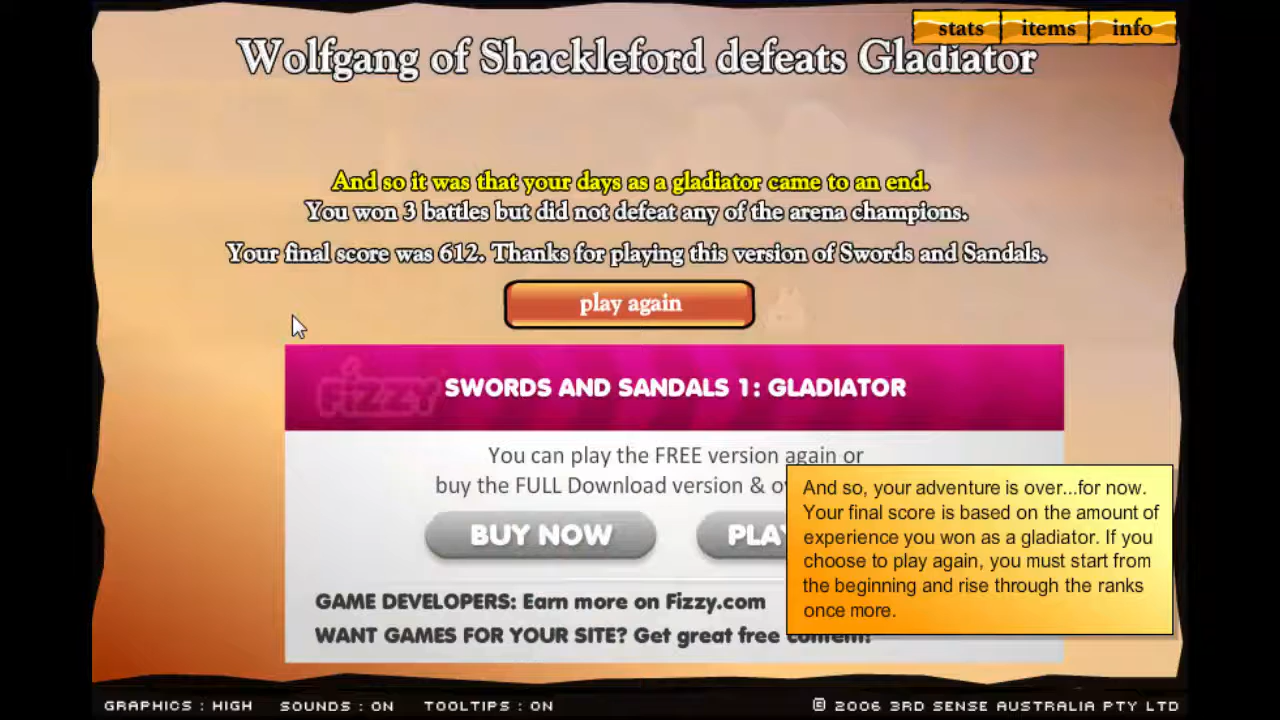 stats items info
Wolfgang of Shackleford defeats Gladiator
And so it was that your days as a gladiator came to an end.
You won 3 battles but did not defeat any of the arena champions.
Your final score was 612. Thanks for playing this version of Swords and Sandals.
play again
FIZZY
SWORDS AND SANDALS 1: GLADIATOR
You can play the FREE version again or
buy the FULL Download version &
BUY NOW
GAME DEVELOPERS: Earn more on Fizzy.com
WANT GAMES FOR YOUR SITE? Get great free content!
And so, your adventure is over...for now.
Your final score is based on the amount of
experience you won as a gladiator. If you
choose to play again, you must start from
the beginning and rise through the ranks
once more.
GRAPHICS : HIGH SOUNDS : ON TOOLTIPS : ON
© 2006 3RD SENSE AUSTRALIA PTY LTD